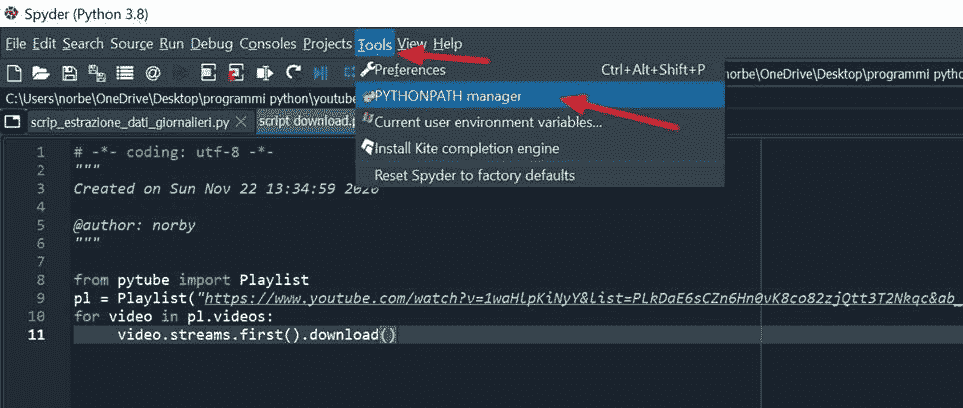 Spyder (Python 3.8)
File Edit Search Source Run Debug Consoles Projects Tools View Help
Preferences Ctrl+Alt+Shift+P
norbe\OneDrive\Desktop\programmi pytho
C:\Users\norbe\OneDrive\Desktop\programmi python\youtube
PYTHONPATH manager
scrip_estrazione_dati_giornalieri.py script download.p
Current user environment variables...
Install Kite completion engine
Reset Spyder to factory defaults
1 # -*- coding: utf-8 -*-
2 """
3 Created on Sun Nov 22 13:34:59 2020
4
5 @author: norby
6 """
7
8 from pytube import Playlist
9 pl = Playlist("https://www.youtube.com/watch?v=1waHlpKiNyY&list=PLkDaE6sCZn6Hn0vK8co82zjQtt3T2Nkqc&ab_
10 for video in pl.videos:
11 video.streams.first().download()